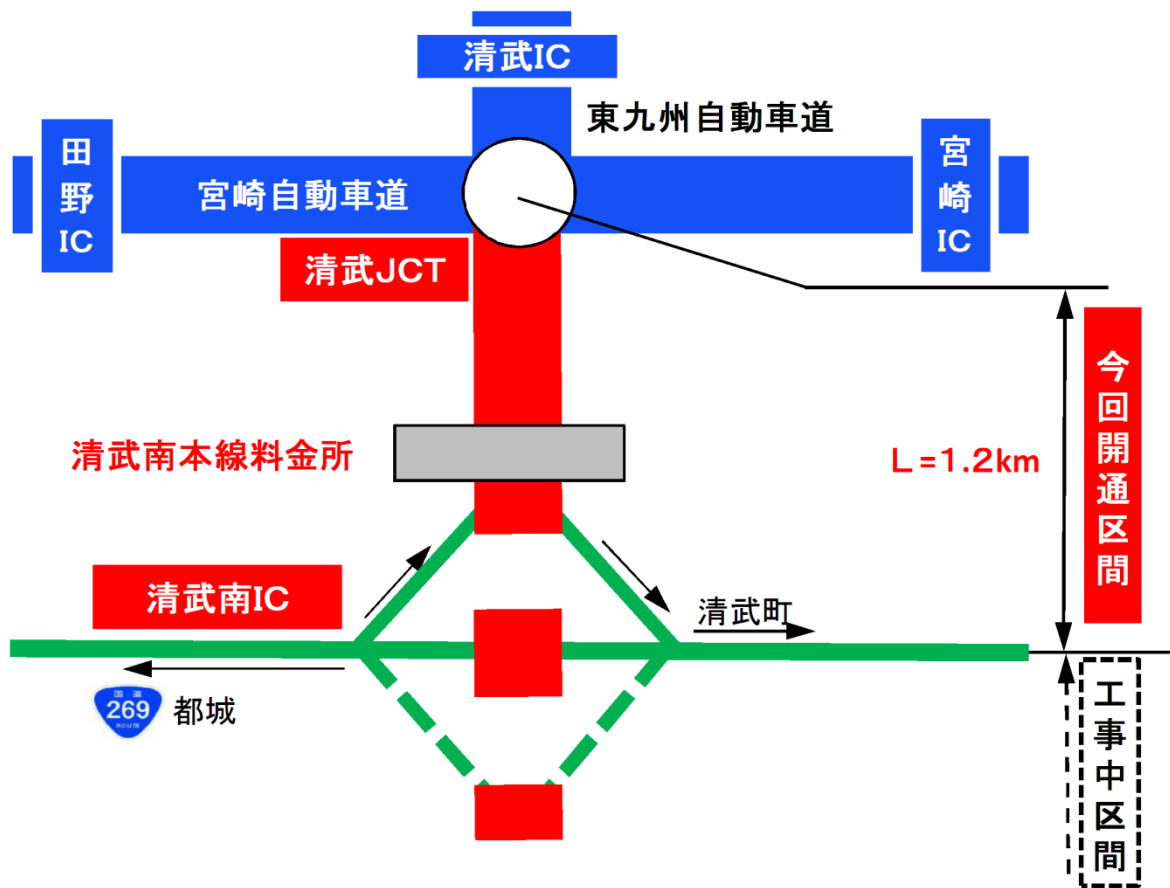 清武IC
東九州自動車道
田野IC
宮崎自動車道
宮崎IC
清武JCT
今回開通区間
清武南本線料金所
L=1.2km
清武南IC
清武町
国道
269
ROUTE
都城
工事中区間